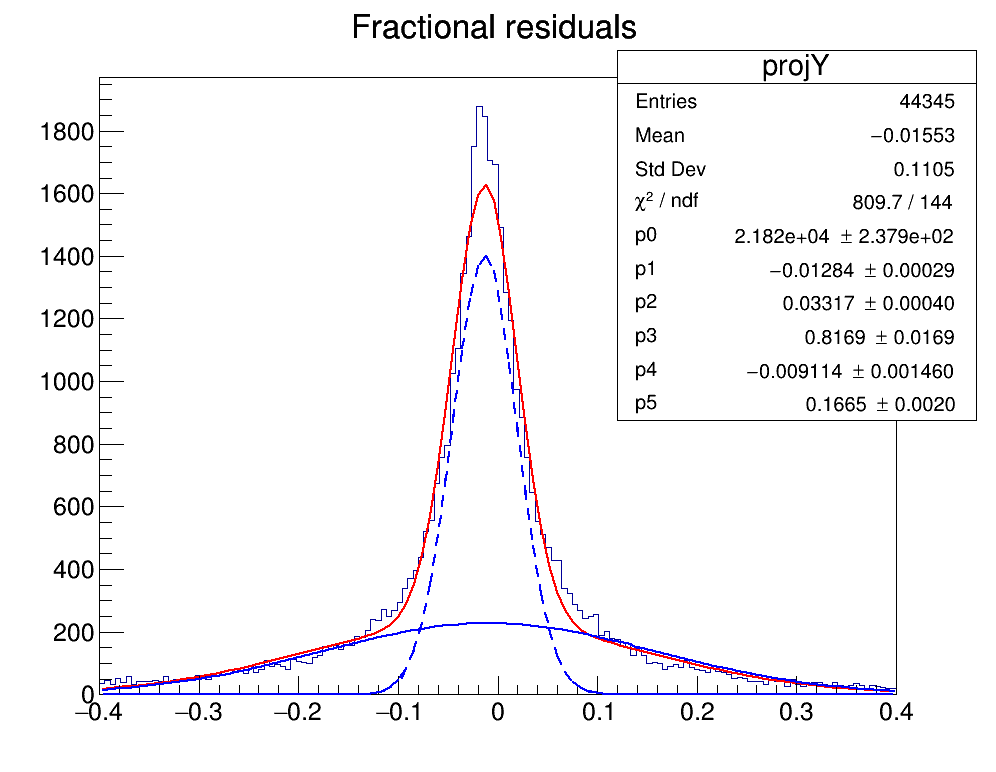 Fractional residuals
projY
Entries 44345
Mean −0.01553
Std Dev 0.1105
χ² / ndf 809.7 / 144
p0 2.182e+04 ± 2.379e+02
p1 −0.01284 ± 0.00029
p2 0.03317 ± 0.00040
p3 0.8169 ± 0.0169
p4 −0.009114 ± 0.001460
p5 0.1665 ± 0.0020
1800
1600
1400
1200
1000
800
600
400
200
0
−0.4 −0.3 −0.2 −0.1 0 0.1 0.2 0.3 0.4